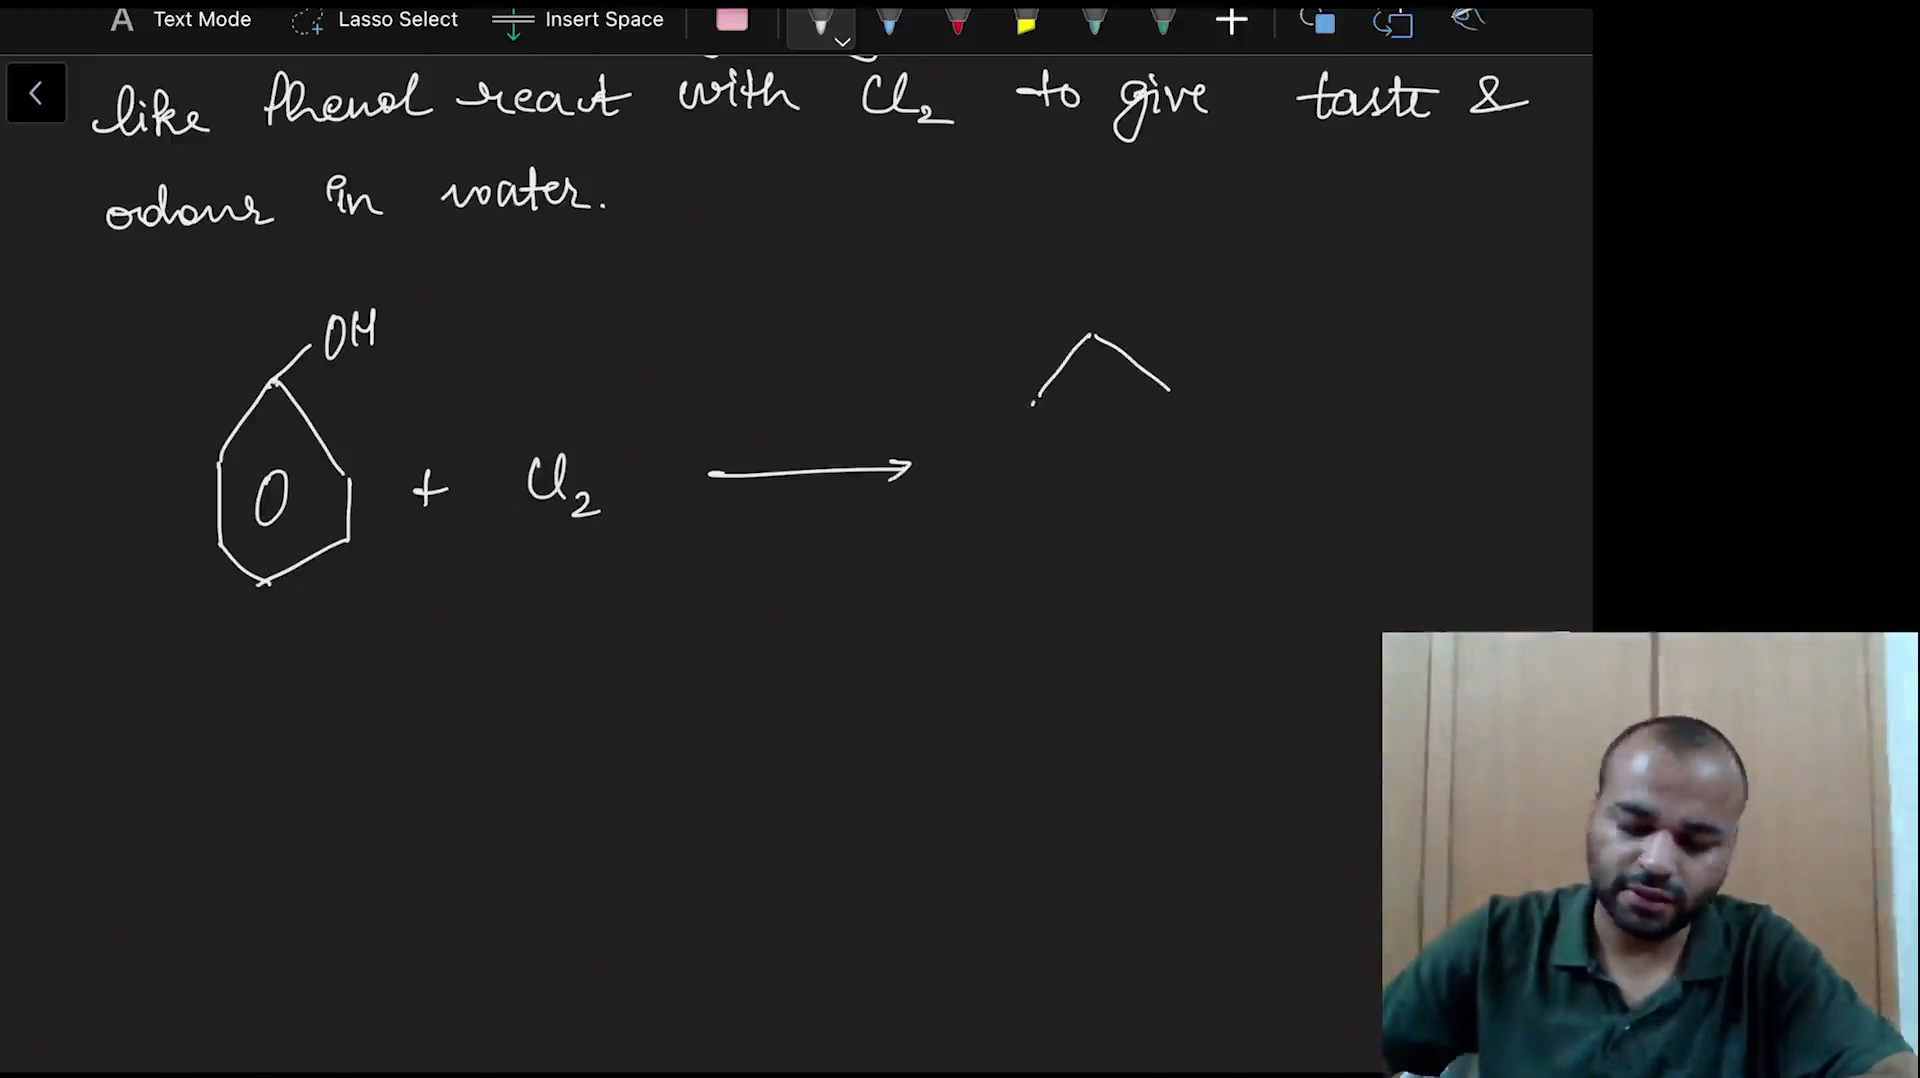 A Text Mode Lasso Select Insert Space
like Phenol react with Cl2 to give taste &
odour in water.
OH
+ Cl2